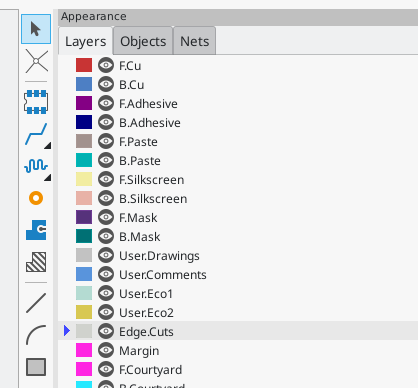 Appearance
Layers Objects Nets
F.Cu
B.Cu
F.Adhesive
B.Adhesive
F.Paste
B.Paste
F.Silkscreen
B.Silkscreen
F.Mask
B.Mask
User.Drawings
User.Comments
User.Eco1
User.Eco2
Edge.Cuts
Margin
F.Courtyard
B.Courtyard